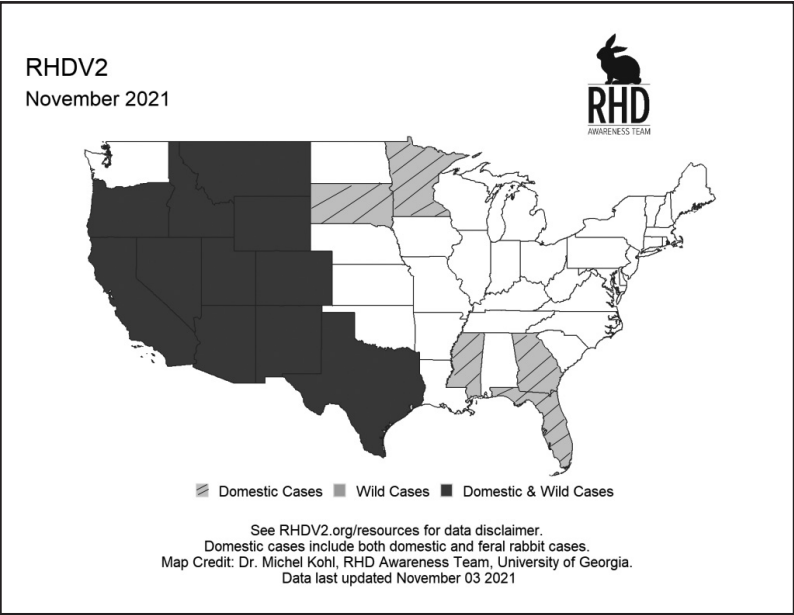 RHDV2
November 2021
RHD
AWARENESS TEAM
Domestic Cases
Wild Cases
Domestic & Wild Cases
See RHDV2.org/resources for data disclaimer.
Domestic cases include both domestic and feral rabbit cases.
Map Credit: Dr. Michel Kohl, RHD Awareness Team, University of Georgia.
Data last updated November 03 2021